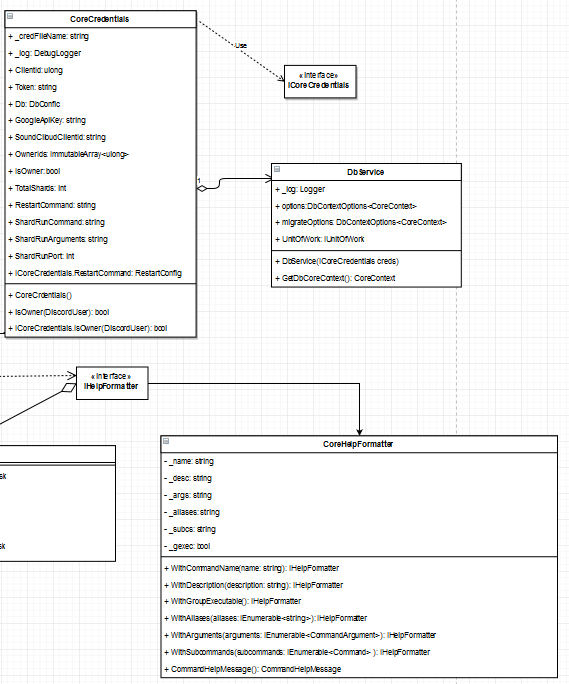 CoreCredentials
+ _credFileName: string
+ _log: DebugLogger
+ ClientId: ulong
+ Token: string
+ Db: DbConfic
+ GoogleApiKey: string
+ SoundCloudClientId: string
+ OwnerIds: ImmutableArray<ulong>
+ IsOwner: bool
+ TotalShards: int
+ RestartCommand: string
+ ShardRunCommand: string
+ ShardRunArguments: string
+ ShardRunPort: int
+ ICoreCredentials.RestartCommand: RestartConfig
+ CoreCrdentials()
+ IsOwner(DiscordUser): bool
+ ICoreCredentials.IsOwner(DiscordUser): bool
Use
«Interface»
ICoreCredentials
1
DbService
+ _log: Logger
+ options:DbCortextOptions<CoreContext>
+ migrateOptions: DbContextOptions<CoreContext>
+ UnitOfWork: IUnitOfWork
+ DbService(ICoreCredentials creds)
+ GetDbCoreContext(): CoreContext
«Interface»
IHelpFormatter
sk
sk
CoreHelpFormatter
- _name: string
- _desc: string
- _args: string
- _aliases: string
- _subcs: string
- _gexec: bool
+ WithCommandName(name: string): IHelpFormatter
+ WithDescription(description: string): IHelpFormatter
+ WithGroupExecutable(): IHelpFormatter
+ WithAliases(aliases: IEnumerable<string>): IHelpFormatter
+ WithArguments(arguments: IEnumerable<CommandArgument>): IHelpFormatter
+ WithSubcommands(subcommands: IEnumerable<Command> ): IHelpFormatter
+ CommandHelpMessage(): CommandHelpMessage